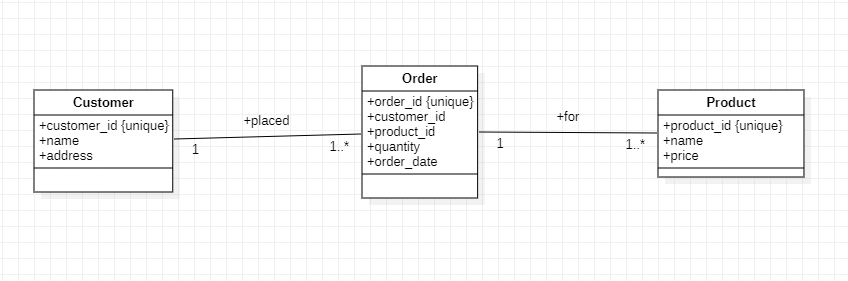 Customer
+customer_id {unique}
+name
+address
+placed
1
1..*
Order
+order_id {unique}
+customer_id
+product_id
+quantity
+order_date
+for
1
1..*
Product
+product_id {unique}
+name
+price